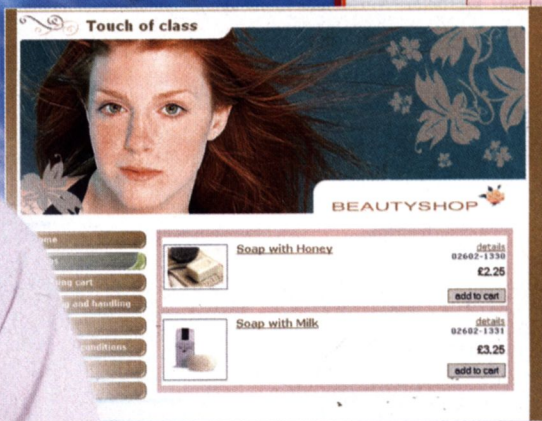 Touch of class
BEAUTYSHOP
cart
and handling
conditions
Soap with Honey
details
02602-1330
£2.25
add to cart
Soap with Milk
details
02602-1331
£3.25
add to cart